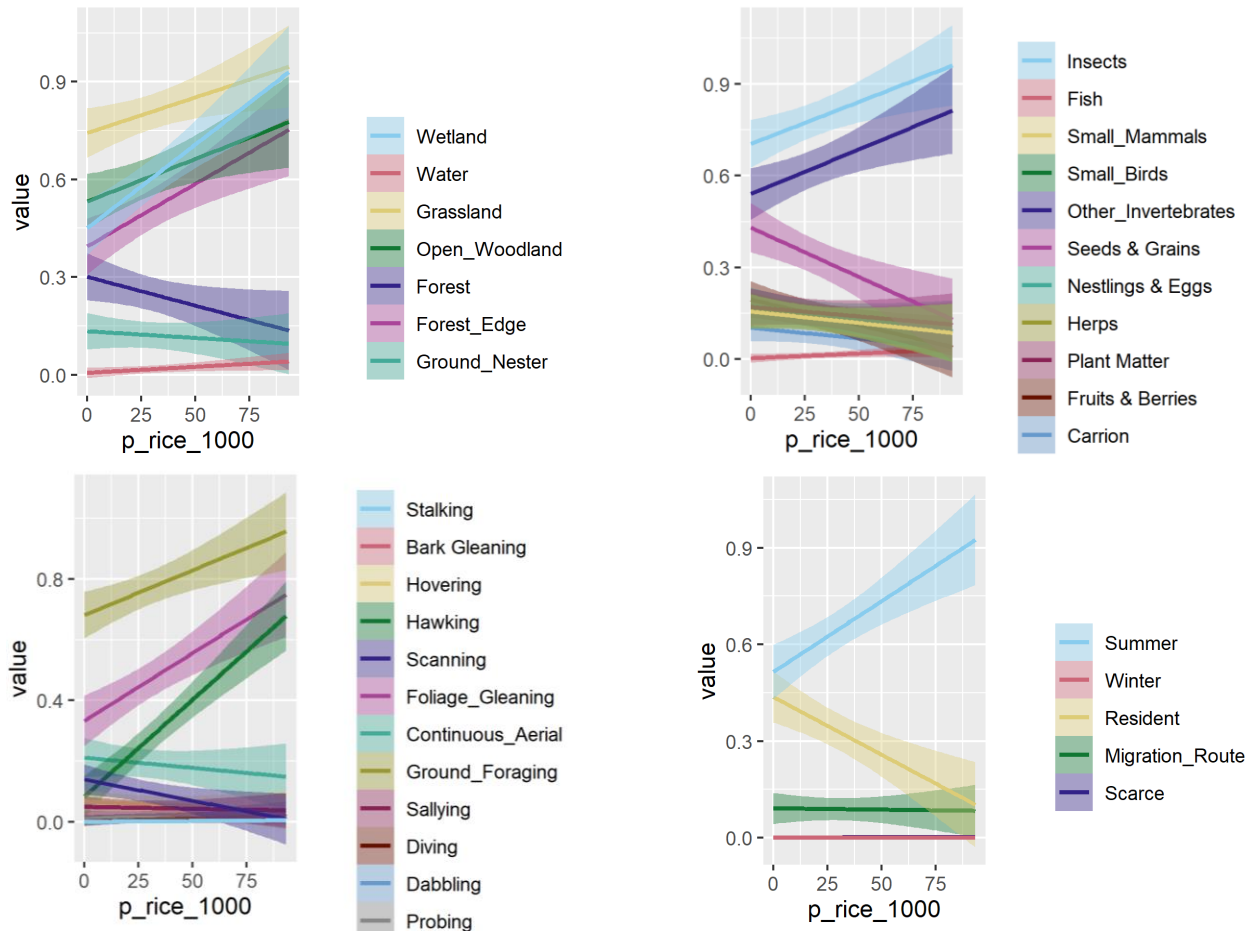 value
0.9
0.6
0.3
0.0
0
25
50
75
p_rice_1000
Wetland
Water
Grassland
Open_Woodland
Forest
Forest_Edge
Ground_Nester
0.9
0.6
0.3
0.0
0
25
50
75
p_rice_1000
Insects
Fish
Small_Mammals
Small_Birds
Other_Invertebrates
Seeds & Grains
Nestlings & Eggs
Herps
Plant Matter
Fruits & Berries
Carrion
value
0.8
0.4
0.0
0
25
50
75
p_rice_1000
Stalking
Bark Gleaning
Hovering
Hawking
Scanning
Foliage_Gleaning
Continuous_Aerial
Ground_Foraging
Sallying
Diving
Dabbling
Probing
value
0.9
0.6
0.3
0.0
0
25
50
75
p_rice_1000
Summer
Winter
Resident
Migration_Route
Scarce